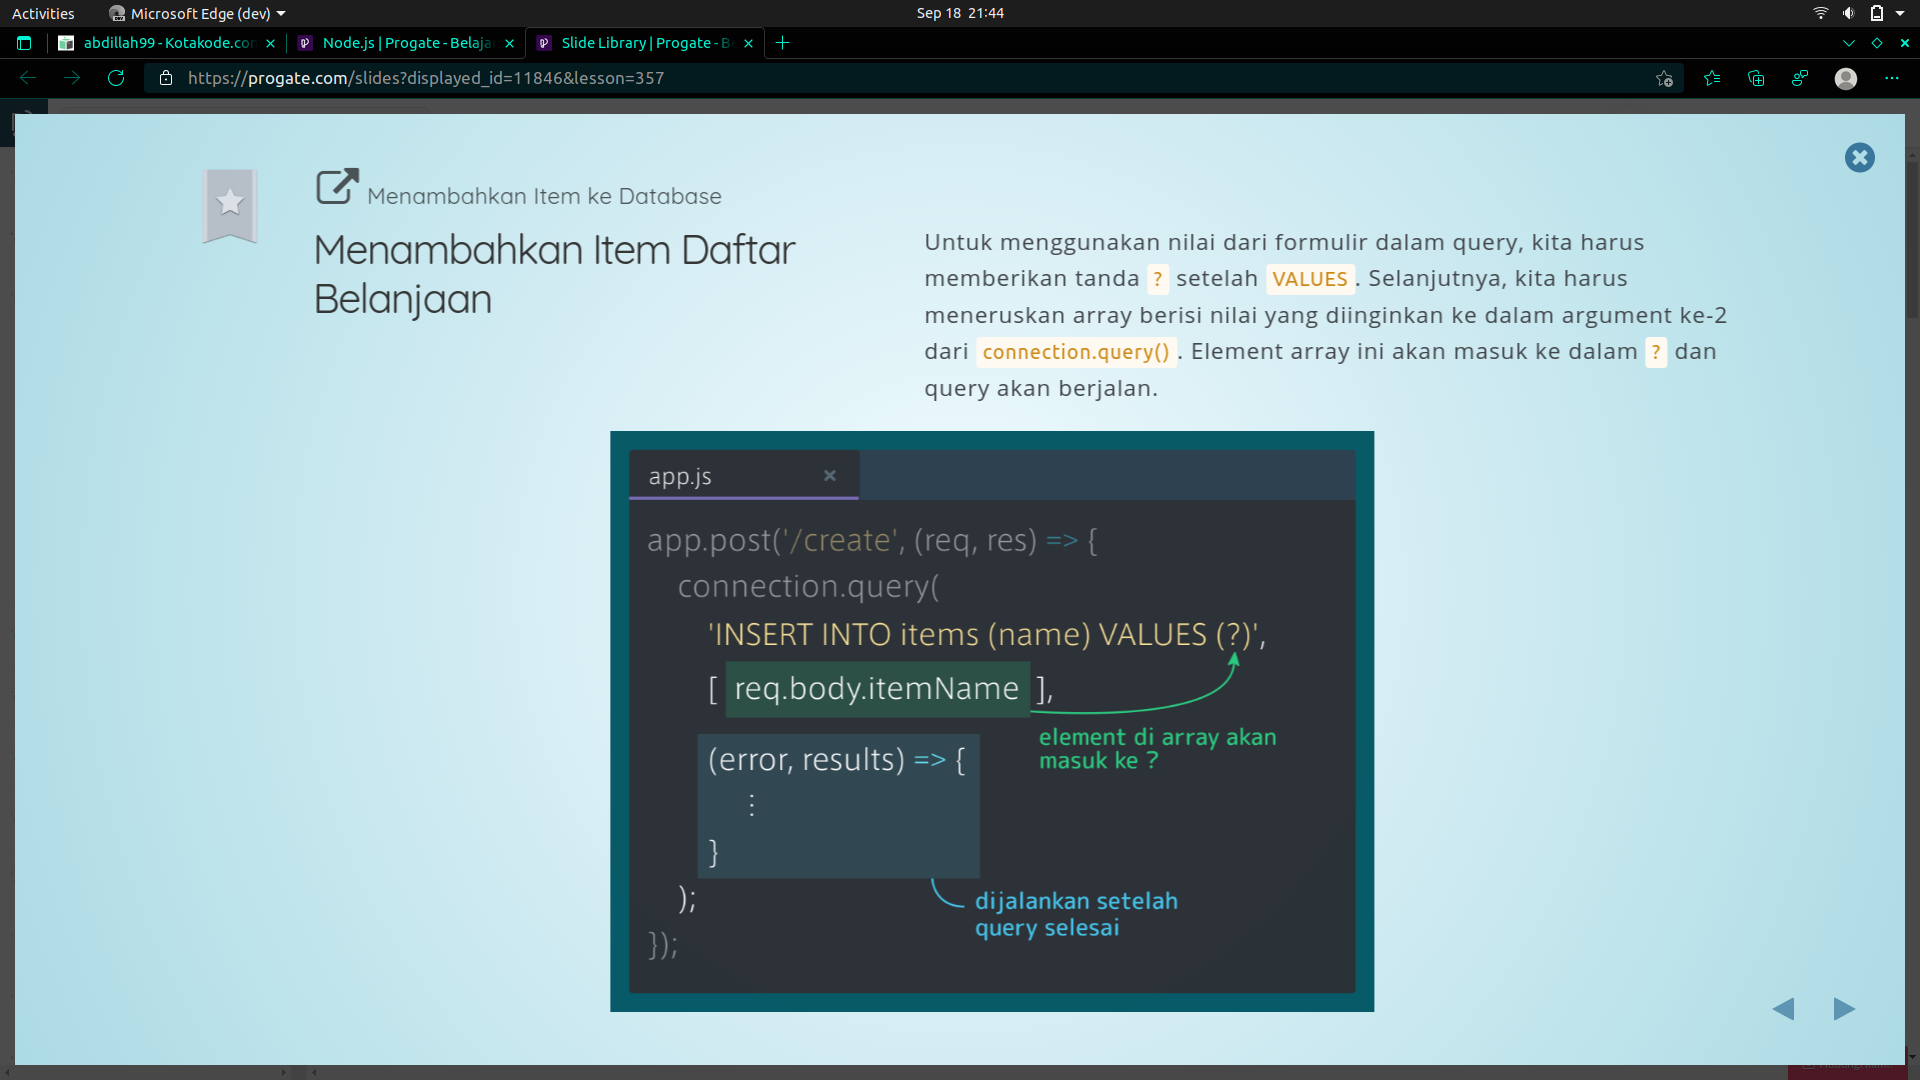 Activities
Microsoft Edge (dev)
Sep 18 21:44
abdillah99 - Kotakode.co
Node.js | Progate - Belaja
Slide Library | Progate - B
https://progate.com/slides?displayed_id=11846&lesson=357
Menambahkan Item ke Database
Menambahkan Item Daftar
Belanjaan
Untuk menggunakan nilai dari formulir dalam query, kita harus
memberikan tanda ? setelah VALUES. Selanjutnya, kita harus
meneruskan array berisi nilai yang diinginkan ke dalam argument ke-2
dari connection.query(). Element array ini akan masuk ke dalam ? dan
query akan berjalan.
app.js
app.post('/create', (req, res) => {
connection.query(
'INSERT INTO items (name) VALUES (?)',
[ req.body.itemName ],
element di array akan
masuk ke ?
(error, results) => {
⋮
}
);
dijalankan setelah
query selesai
});